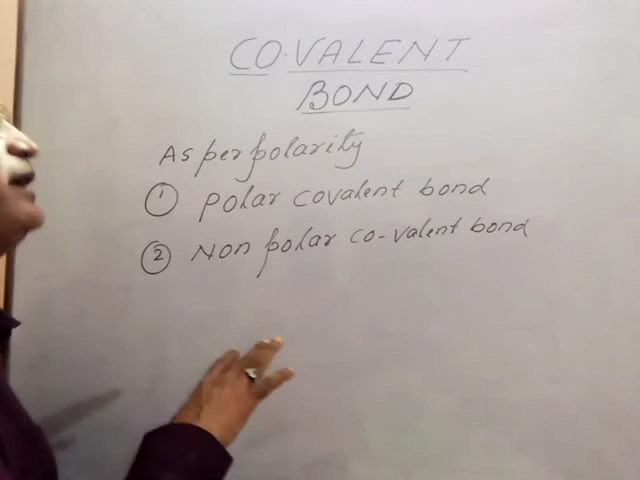 CO-VALENT
BOND
As per polarity
① polar covalent bond
② Non polar co-valent bond